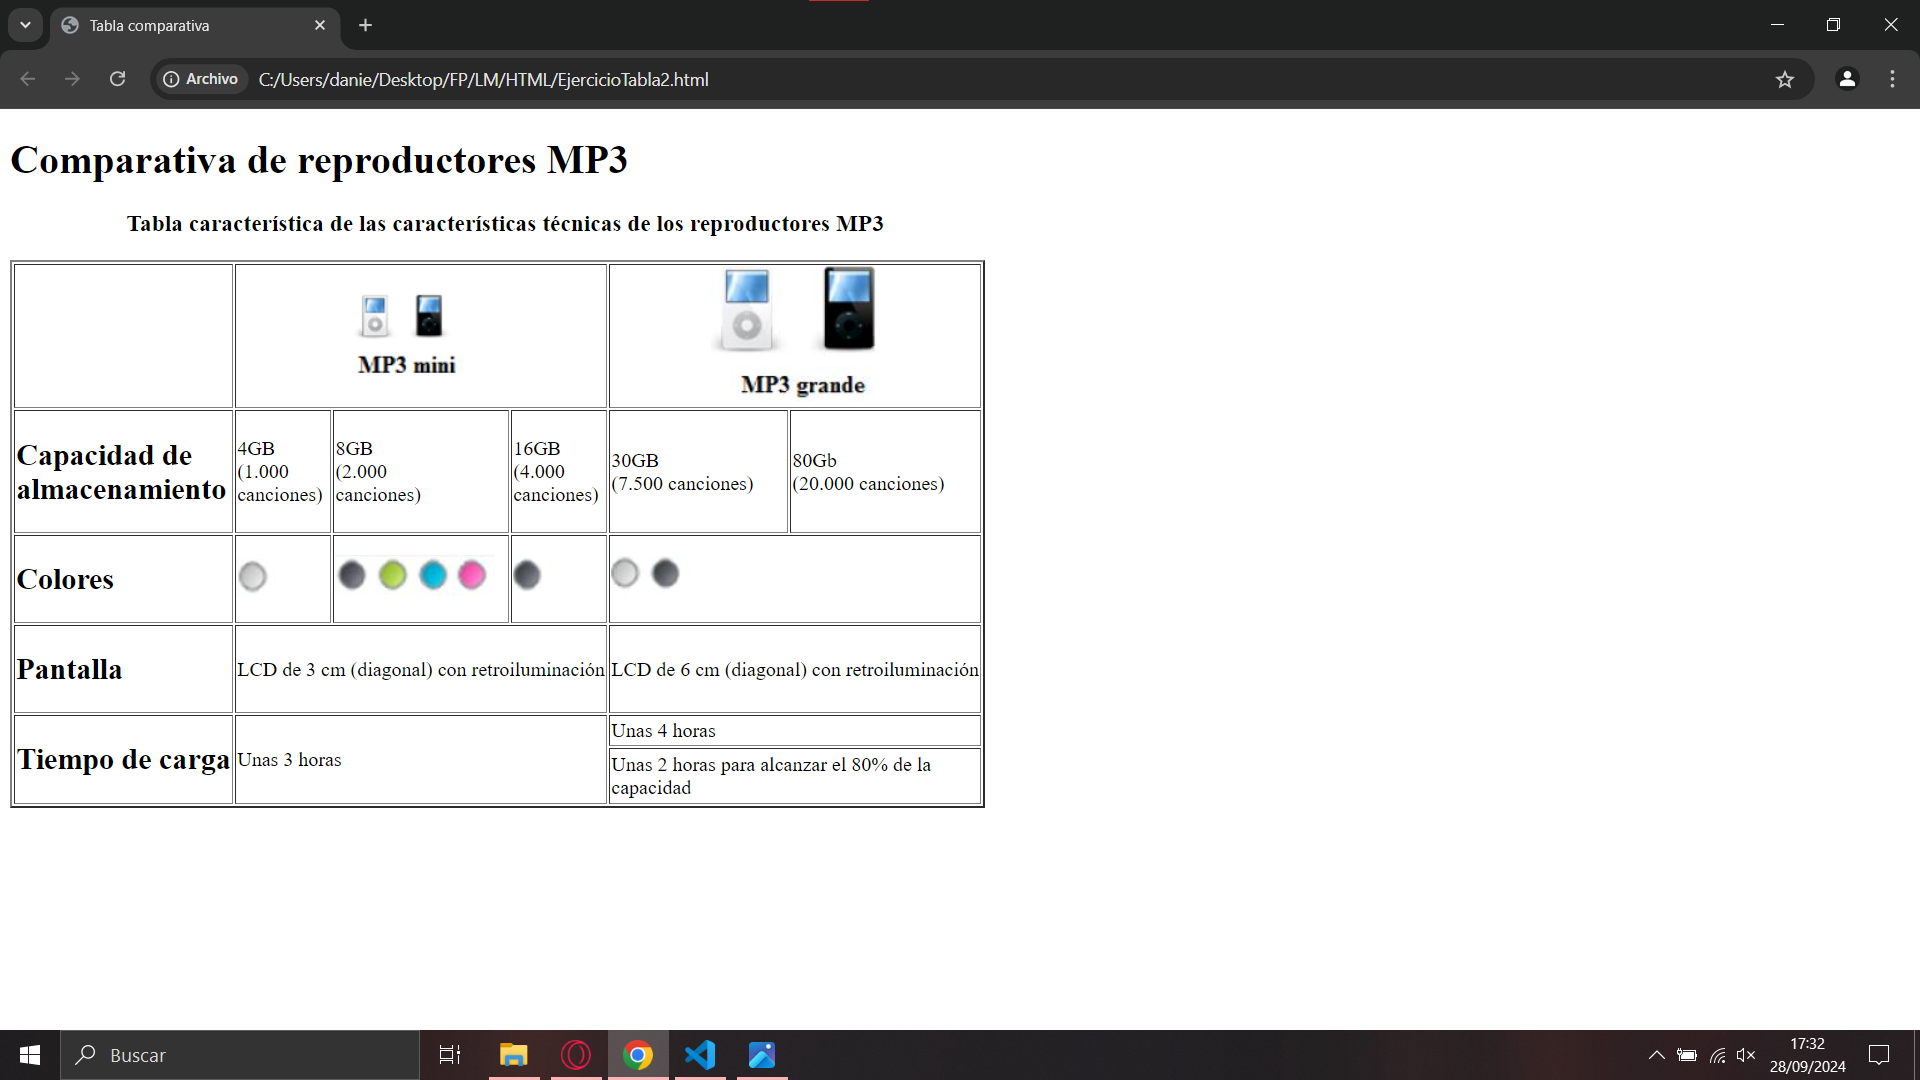 Tabla comparativa
Archivo
C:/Users/danie/Desktop/FP/LM/HTML/EjercicioTabla2.html
Comparativa de reproductores MP3
Tabla característica de las características técnicas de los reproductores MP3
MP3 mini
MP3 grande
Capacidad de
almacenamiento
4GB
(1.000
canciones)
8GB
(2.000
canciones)
16GB
(4.000
canciones)
30GB
(7.500 canciones)
80Gb
(20.000 canciones)
Colores
Pantalla
LCD de 3 cm (diagonal) con retroiluminación
LCD de 6 cm (diagonal) con retroiluminación
Tiempo de carga
Unas 3 horas
Unas 4 horas
Unas 2 horas para alcanzar el 80% de la
capacidad
Buscar
17:32
28/09/2024